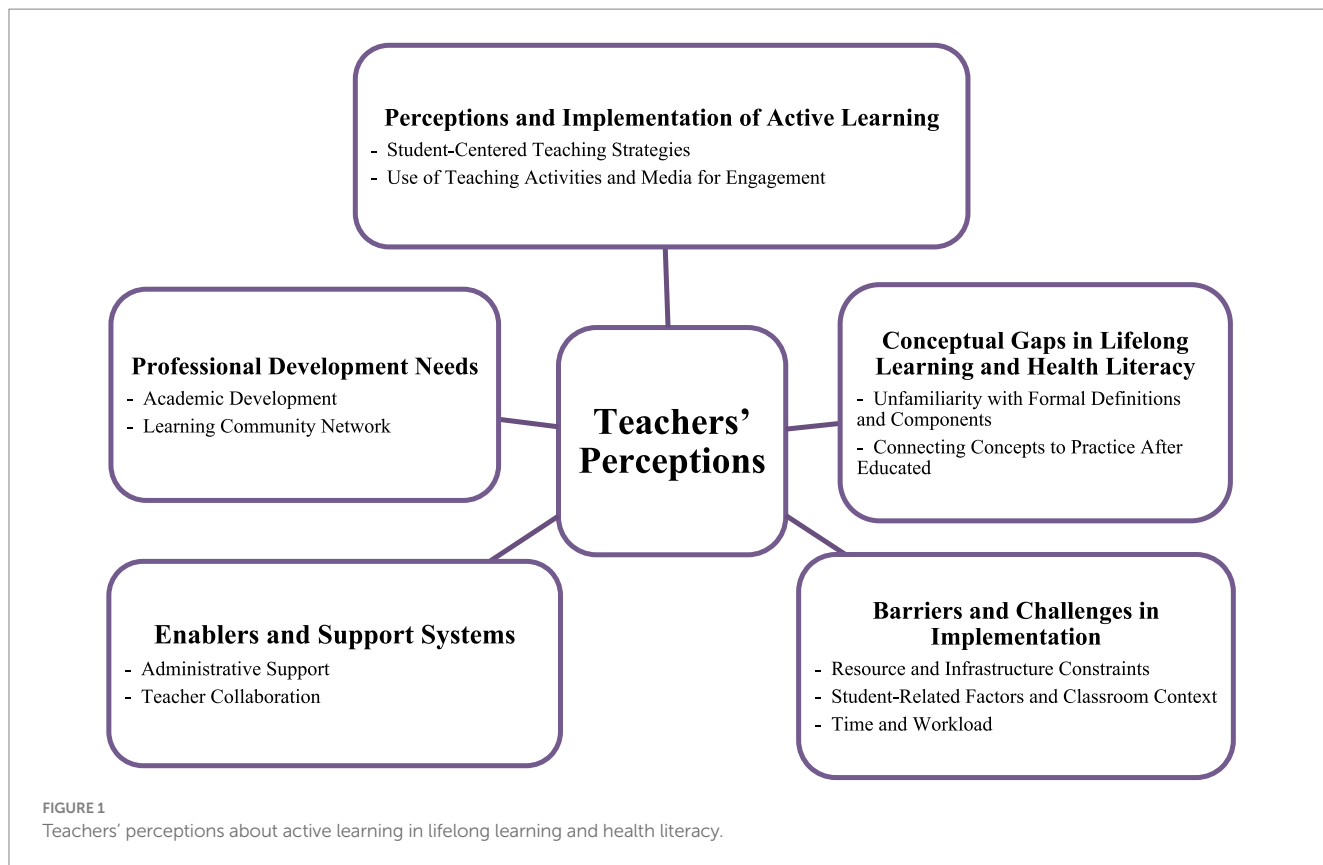 Perceptions and Implementation of Active Learning
- Student-Centered Teaching Strategies
- Use of Teaching Activities and Media for Engagement
Professional Development Needs
- Academic Development
- Learning Community Network
Teachers’
Perceptions
Conceptual Gaps in Lifelong
Learning and Health Literacy
- Unfamiliarity with Formal Definitions
and Components
- Connecting Concepts to Practice After
Educated
Enablers and Support Systems
- Administrative Support
- Teacher Collaboration
Barriers and Challenges in
Implementation
- Resource and Infrastructure Constraints
- Student-Related Factors and Classroom Context
- Time and Workload
FIGURE 1
Teachers’ perceptions about active learning in lifelong learning and health literacy.